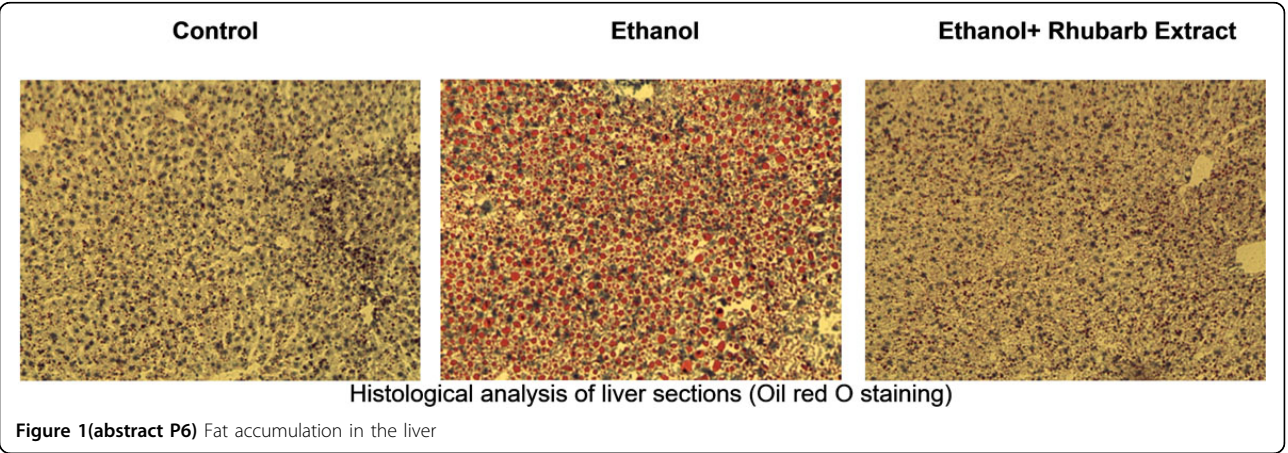 Control
Ethanol
Ethanol+ Rhubarb Extract
Histological analysis of liver sections (Oil red O staining)
Figure 1(abstract P6) Fat accumulation in the liver